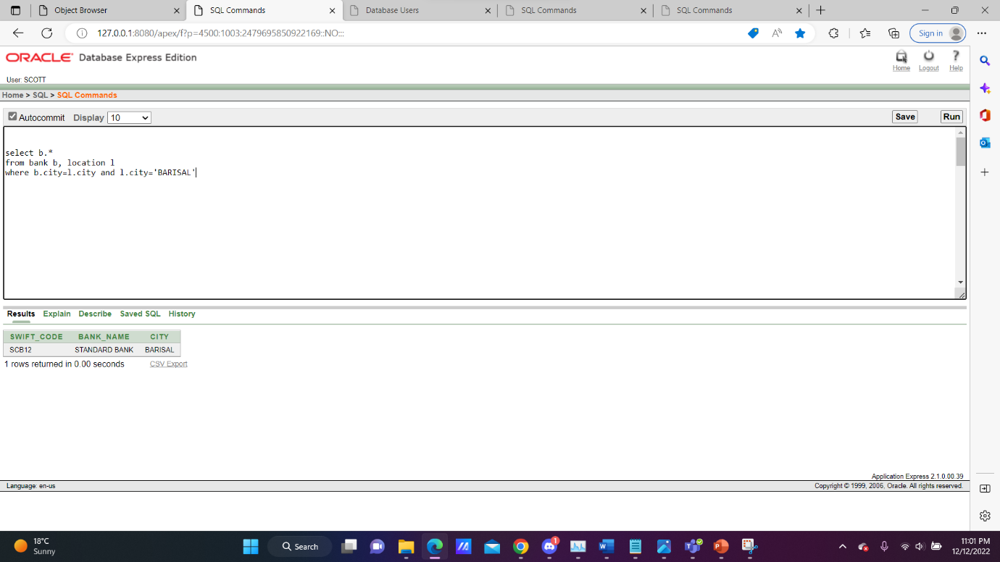 Object Browser
SQL Commands
Database Users
SQL Commands
SQL Commands
127.0.0.1:8080/apex/f?p=4500:1003:2479695850922169::NO:::
Sign in
ORACLE Database Express Edition
Home Logout Help
User: SCOTT
Home > SQL > SQL Commands
Autocommit Display 10
Save Run
select b.*
from bank b, location l
where b.city=l.city and l.city='BARISAL'
Results Explain Describe Saved SQL History
SWIFT_CODE BANK_NAME CITY
SCB12 STANDARD BANK BARISAL
1 rows returned in 0.00 seconds CSV Export
Application Express 2.1.0.00.39
Language: en-us Copyright © 1999, 2006, Oracle. All rights reserved.
18°C
Sunny
Search
1
11:01 PM
12/12/2022